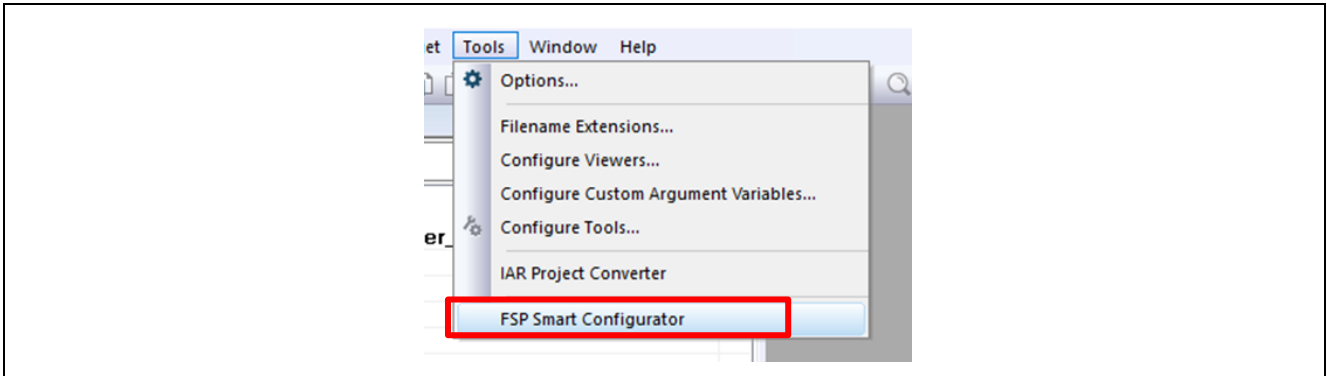 et Tools Window Help
Options...
Filename Extensions...
Configure Viewers...
Configure Custom Argument Variables...
er_ Configure Tools...
IAR Project Converter
FSP Smart Configurator